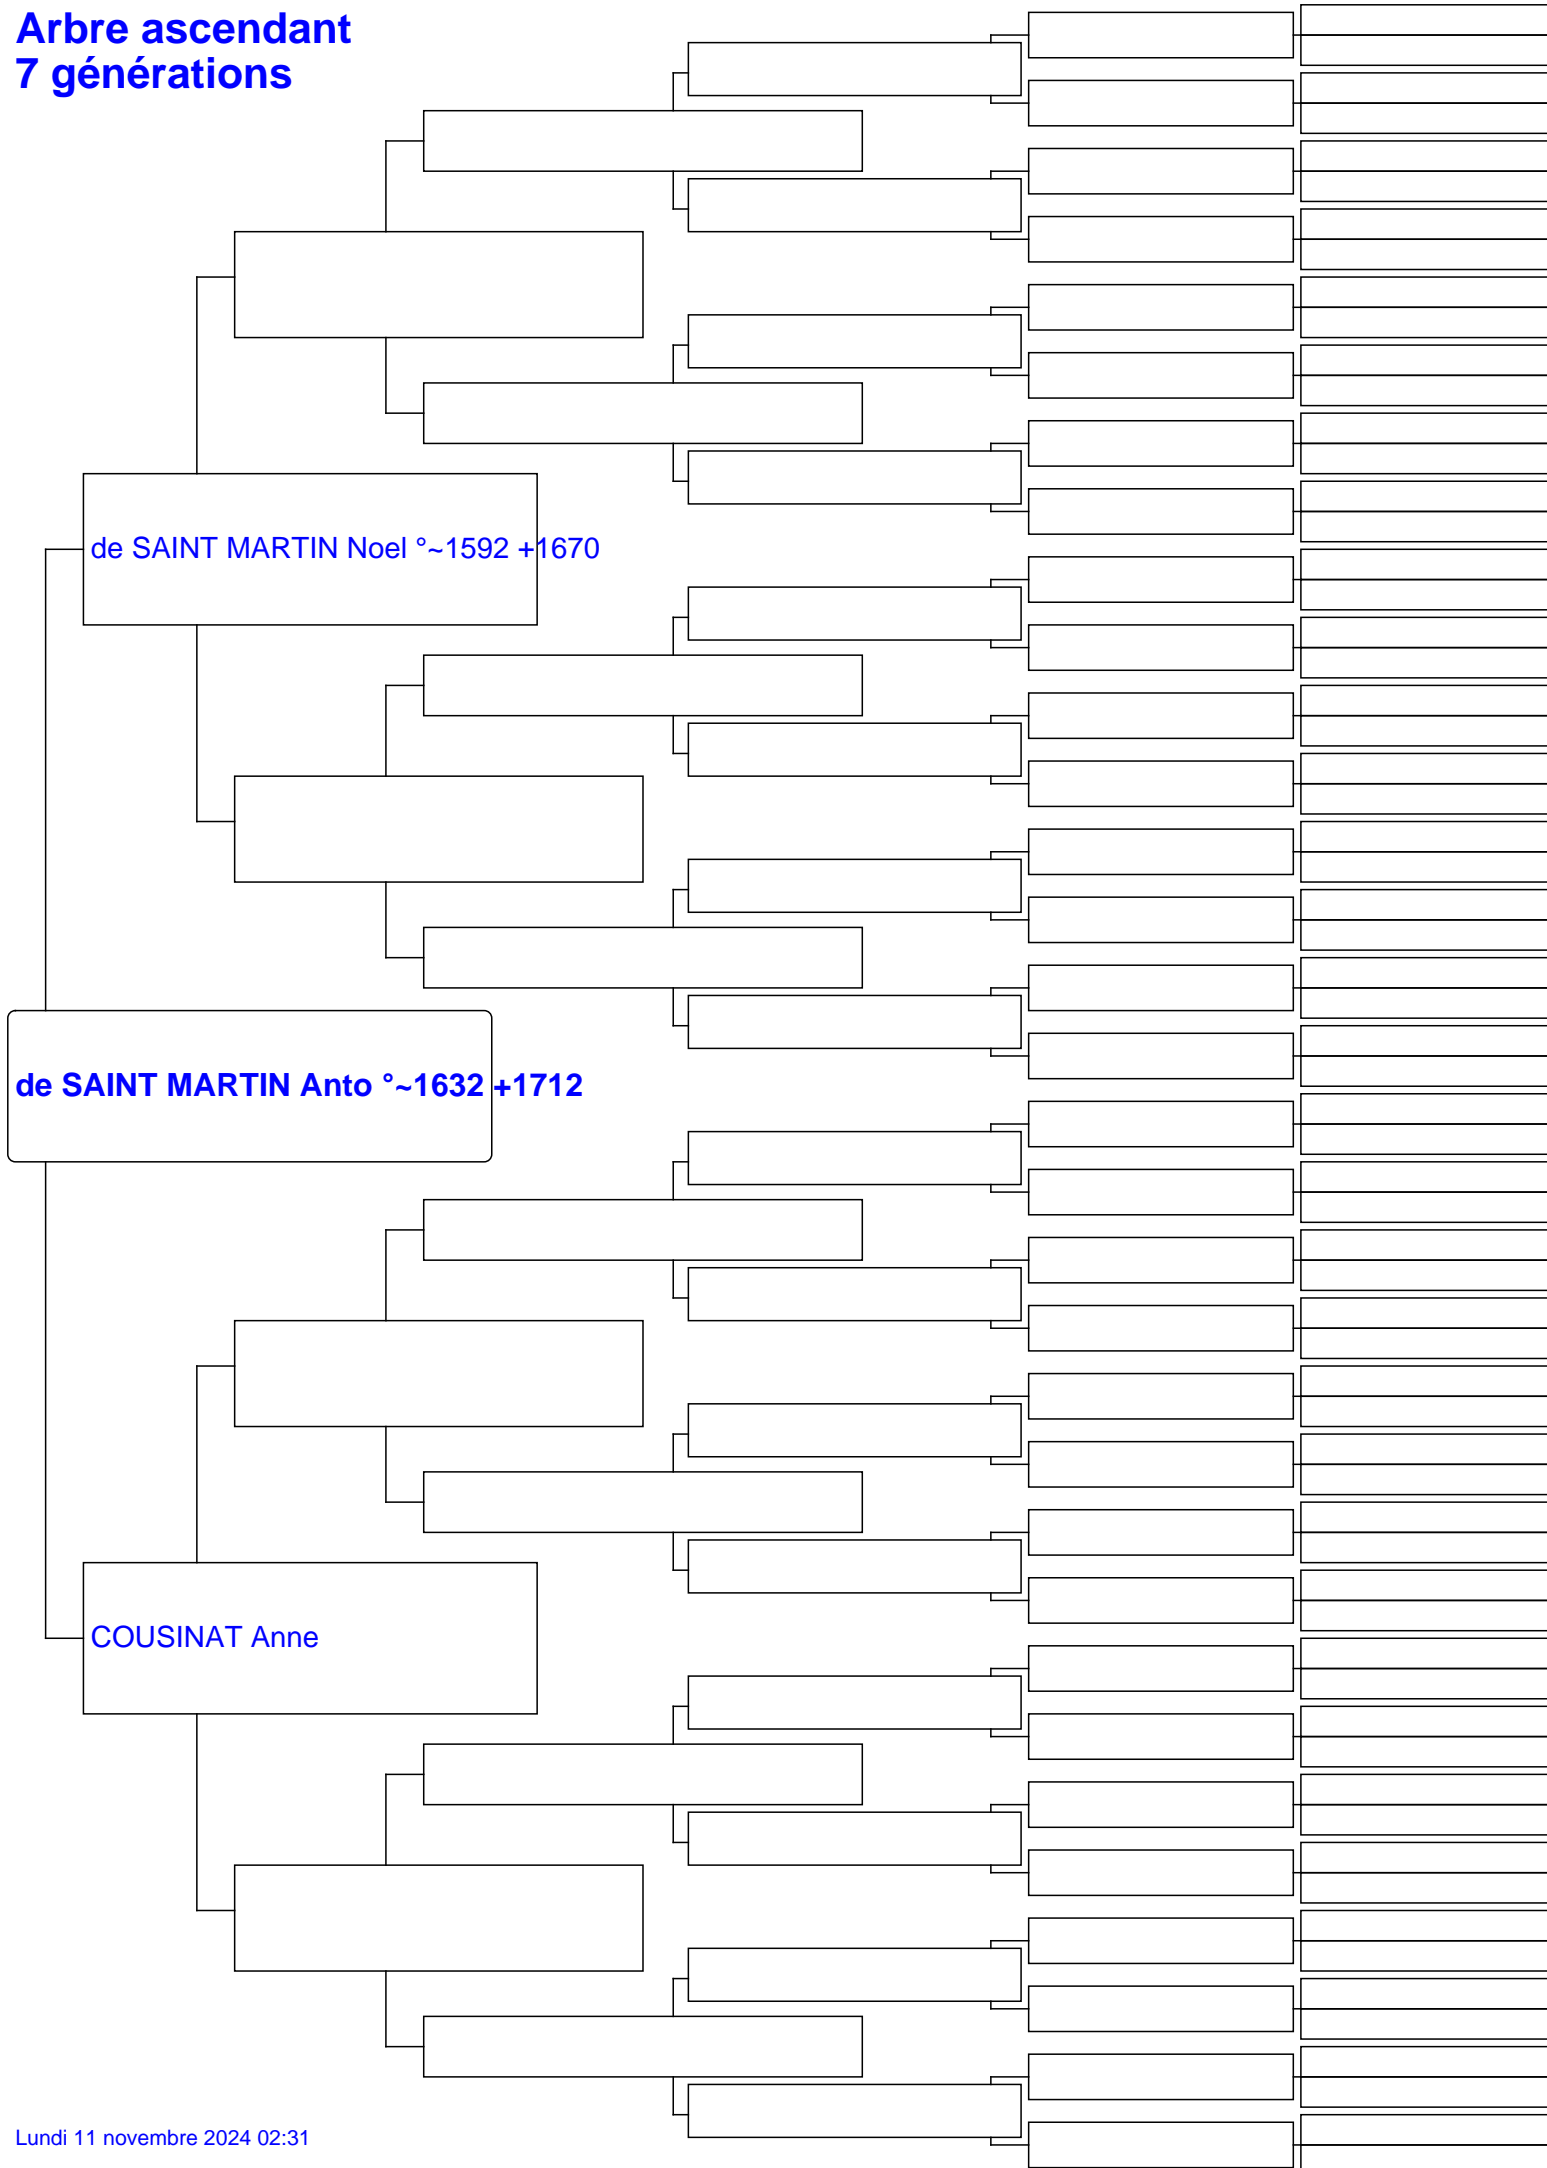 Arbre ascendant
7 générations
de SAINT MARTIN Noel °~1592 +1670
de SAINT MARTIN Anto °~1632 +1712
COUSINAT Anne
Lundi 11 novembre 2024 02:31